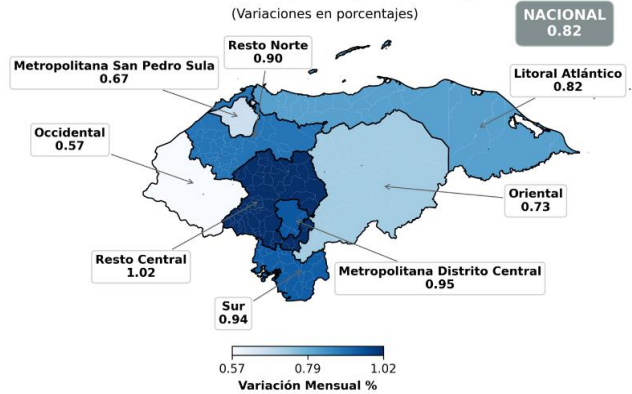 (Variaciones en porcentajes)
NACIONAL
0.82
Resto Norte
0.90
Metropolitana San Pedro Sula
0.67
Litoral Atlántico
0.82
Occidental
0.57
Oriental
0.73
Resto Central
1.02
Metropolitana Distrito Central
0.95
Sur
0.94
0.57 0.79 1.02
Variación Mensual %